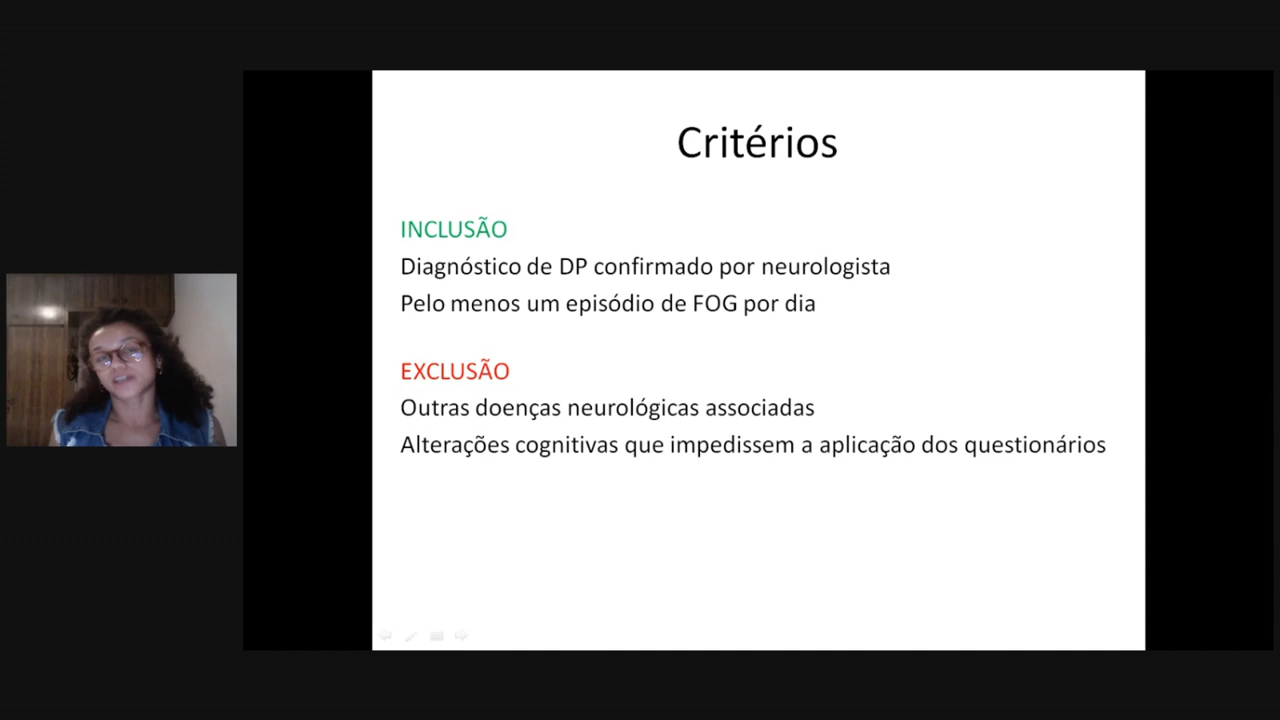 Critérios
INCLUSÃO
Diagnóstico de DP confirmado por neurologista
Pelo menos um episódio de FOG por dia
EXCLUSÃO
Outras doenças neurológicas associadas
Alterações cognitivas que impedissem a aplicação dos questionários